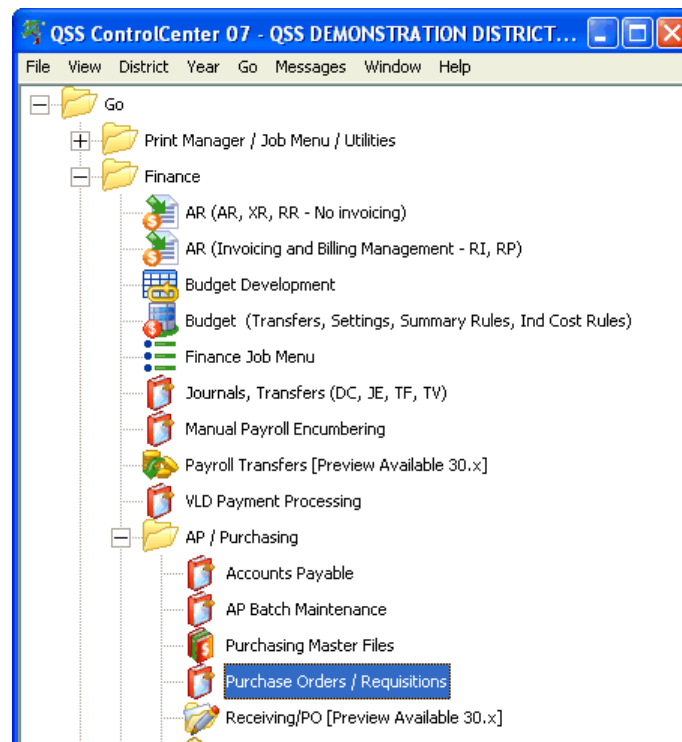 QSS ControlCenter 07 - QSS DEMONSTRATION DISTRICT...
File View District Year Go Messages Window Help
Go
Print Manager / Job Menu / Utilities
Finance
AR (AR, XR, RR - No invoicing)
AR (Invoicing and Billing Management - RI, RP)
Budget Development
Budget (Transfers, Settings, Summary Rules, Ind Cost Rules)
Finance Job Menu
Journals, Transfers (DC, JE, TF, TV)
Manual Payroll Encumbering
Payroll Transfers [Preview Available 30.x]
VLD Payment Processing
AP / Purchasing
Accounts Payable
AP Batch Maintenance
Purchasing Master Files
Purchase Orders / Requisitions
Receiving/PO [Preview Available 30.x]